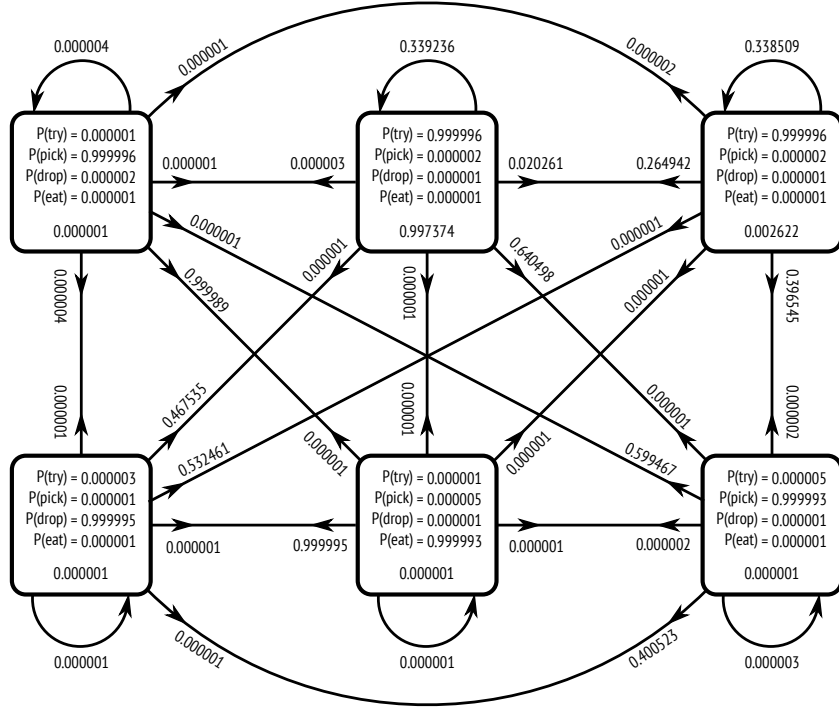 0.000004
0.000001
0.339236
0.000002
0.338509
P(try) = 0.000001
P(pick) = 0.999996
P(drop) = 0.000002
P(eat) = 0.000001
0.000001
0.000001
0.000003
P(try) = 0.999996
P(pick) = 0.000002
P(drop) = 0.000001
P(eat) = 0.000001
0.997374
0.020261
0.264942
P(try) = 0.999996
P(pick) = 0.000002
P(drop) = 0.000001
P(eat) = 0.000001
0.002622
0.000001
0.000001
0.640498
0.000001
0.000004
0.999989
0.000001
0.000001
0.396545
0.000001
0.467535
0.532461
0.000001
0.000001
0.000001
0.000001
0.599467
0.000002
P(try) = 0.000003
P(pick) = 0.000001
P(drop) = 0.999995
P(eat) = 0.000001
0.000001
0.000001
0.999995
P(try) = 0.000001
P(pick) = 0.000005
P(drop) = 0.000001
P(eat) = 0.999993
0.000001
0.000001
0.000002
P(try) = 0.000005
P(pick) = 0.999993
P(drop) = 0.000001
P(eat) = 0.000001
0.000001
0.000001
0.000001
0.000001
0.400523
0.000003